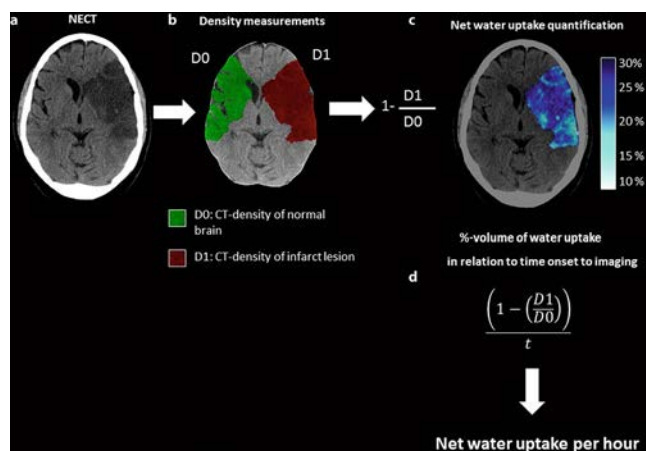 a NECT
b Density measurements
D0 D1
D0: CT-density of normal
brain
D1: CT-density of infarct lesion
1- D1
D0
c Net water uptake quantification
30%
25%
20%
15%
10%
%-volume of water uptake
in relation to time onset to imaging
d
(1 − (D1/D0))
t
Net water uptake per hour